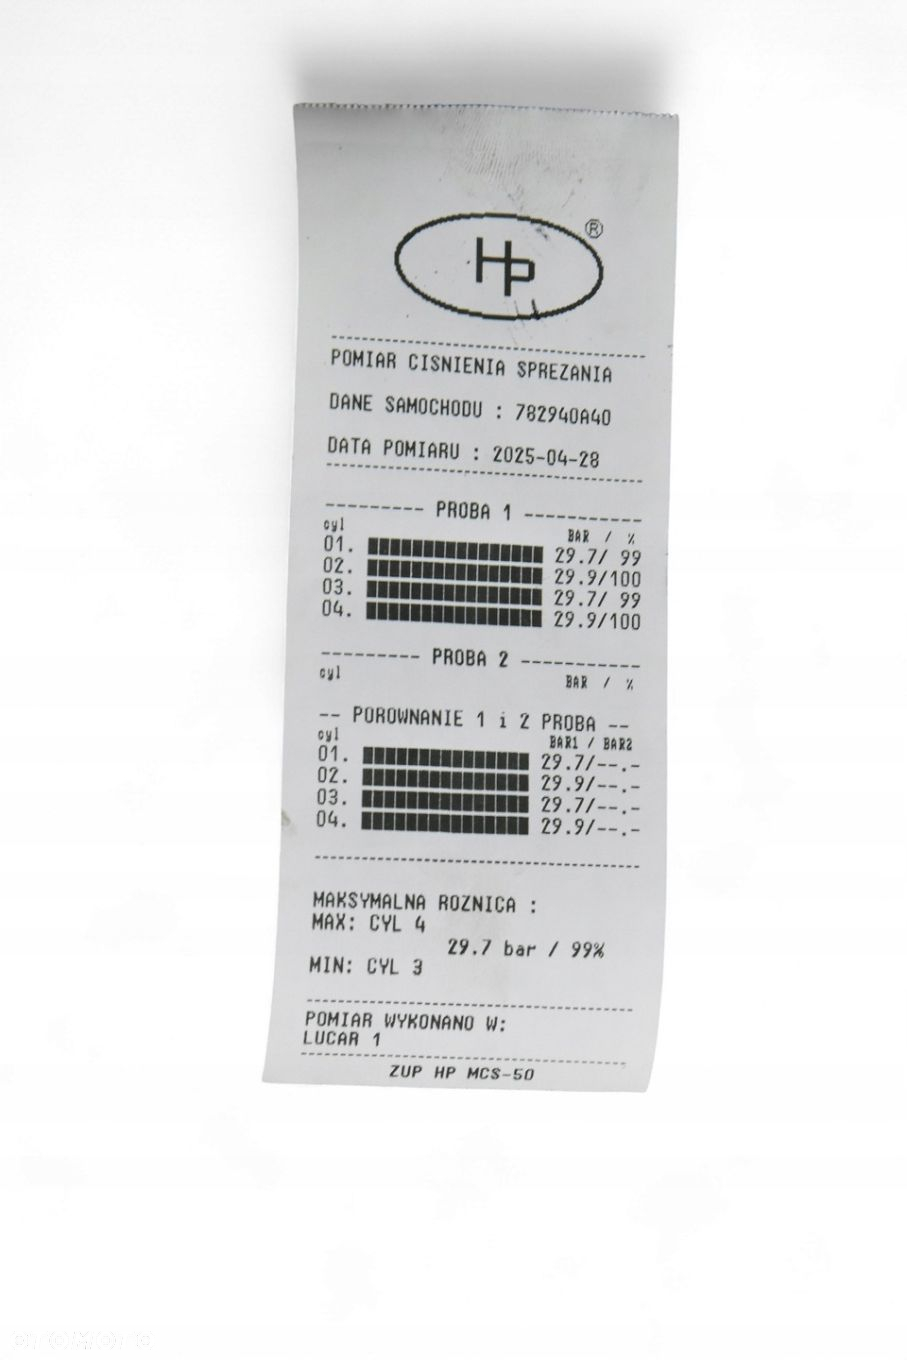 HP ®
POMIAR CISNIENIA SPREZANIA
DANE SAMOCHODU : 782940A40
DATA POMIARU : 2025-04-28
--------- PROBA 1 -----------
cyl BAR / %
01. 29.7/ 99
02. 29.9/100
03. 29.7/ 99
04. 29.9/100
--------- PROBA 2 -----------
cyl BAR / %
-- POROWNANIE 1 i 2 PROBA --
cyl BAR1 / BAR2
01. 29.7/--.-
02. 29.9/--.-
03. 29.7/--.-
04. 29.9/--.-
MAKSYMALNA ROZNICA :
MAX: CYL 4
29.7 bar / 99%
MIN: CYL 3
POMIAR WYKONANO W:
LUCAR 1
ZUP HP MCS-50